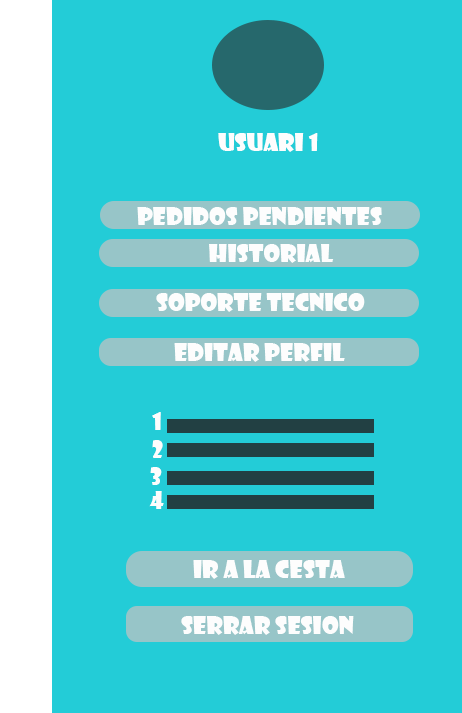 USUARI 1
PEDIDOS PENDIENTES
HISTORIAL
SOPORTE TECNICO
EDITAR PERFIL
1
2
3
4
IR A LA CESTA
SERRAR SESION